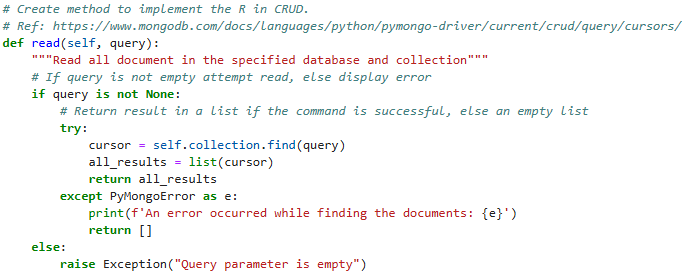 # Create method to implement the R in CRUD.
# Ref: https://www.mongodb.com/docs/languages/python/pymongo-driver/current/crud/query/cursors/
def read(self, query):
    """Read all document in the specified database and collection"""
    # If query is not empty attempt read, else display error
    if query is not None:
        # Return result in a list if the command is successful, else an empty list
        try:
            cursor = self.collection.find(query)
            all_results = list(cursor)
            return all_results
        except PyMongoError as e:
            print(f'An error occurred while finding the documents: {e}')
            return []
    else:
        raise Exception("Query parameter is empty")